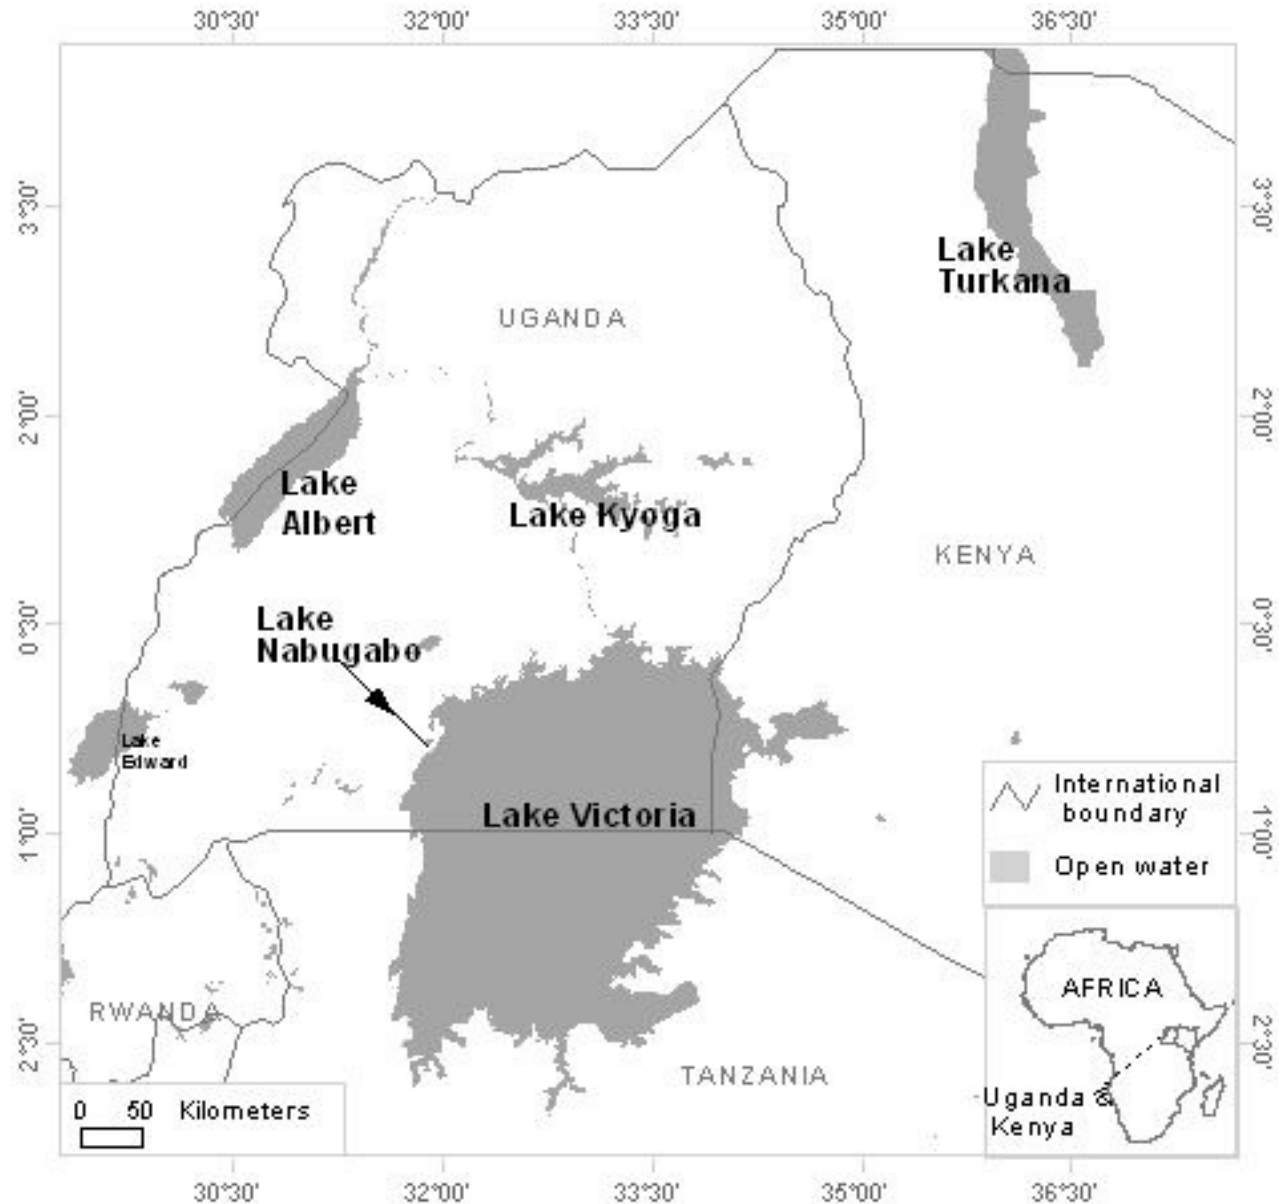 30°30' 32°00' 33°30' 35°00' 36°30'
3°30'
3°30'
Lake
Turkana
UGANDA
2°00'
2°00'
Lake
Albert
Lake Kyoga
KENYA
Lake
Nabugabo
0°30'
0°30'
Lake
Edward
International
boundary
Lake Victoria
1°00'
1°00'
Open water
AFRICA
RWANDA
2°30'
2°30'
TANZANIA
Uganda &
Kenya
0 50 Kilometers
30°30' 32°00' 33°30' 35°00' 36°30'